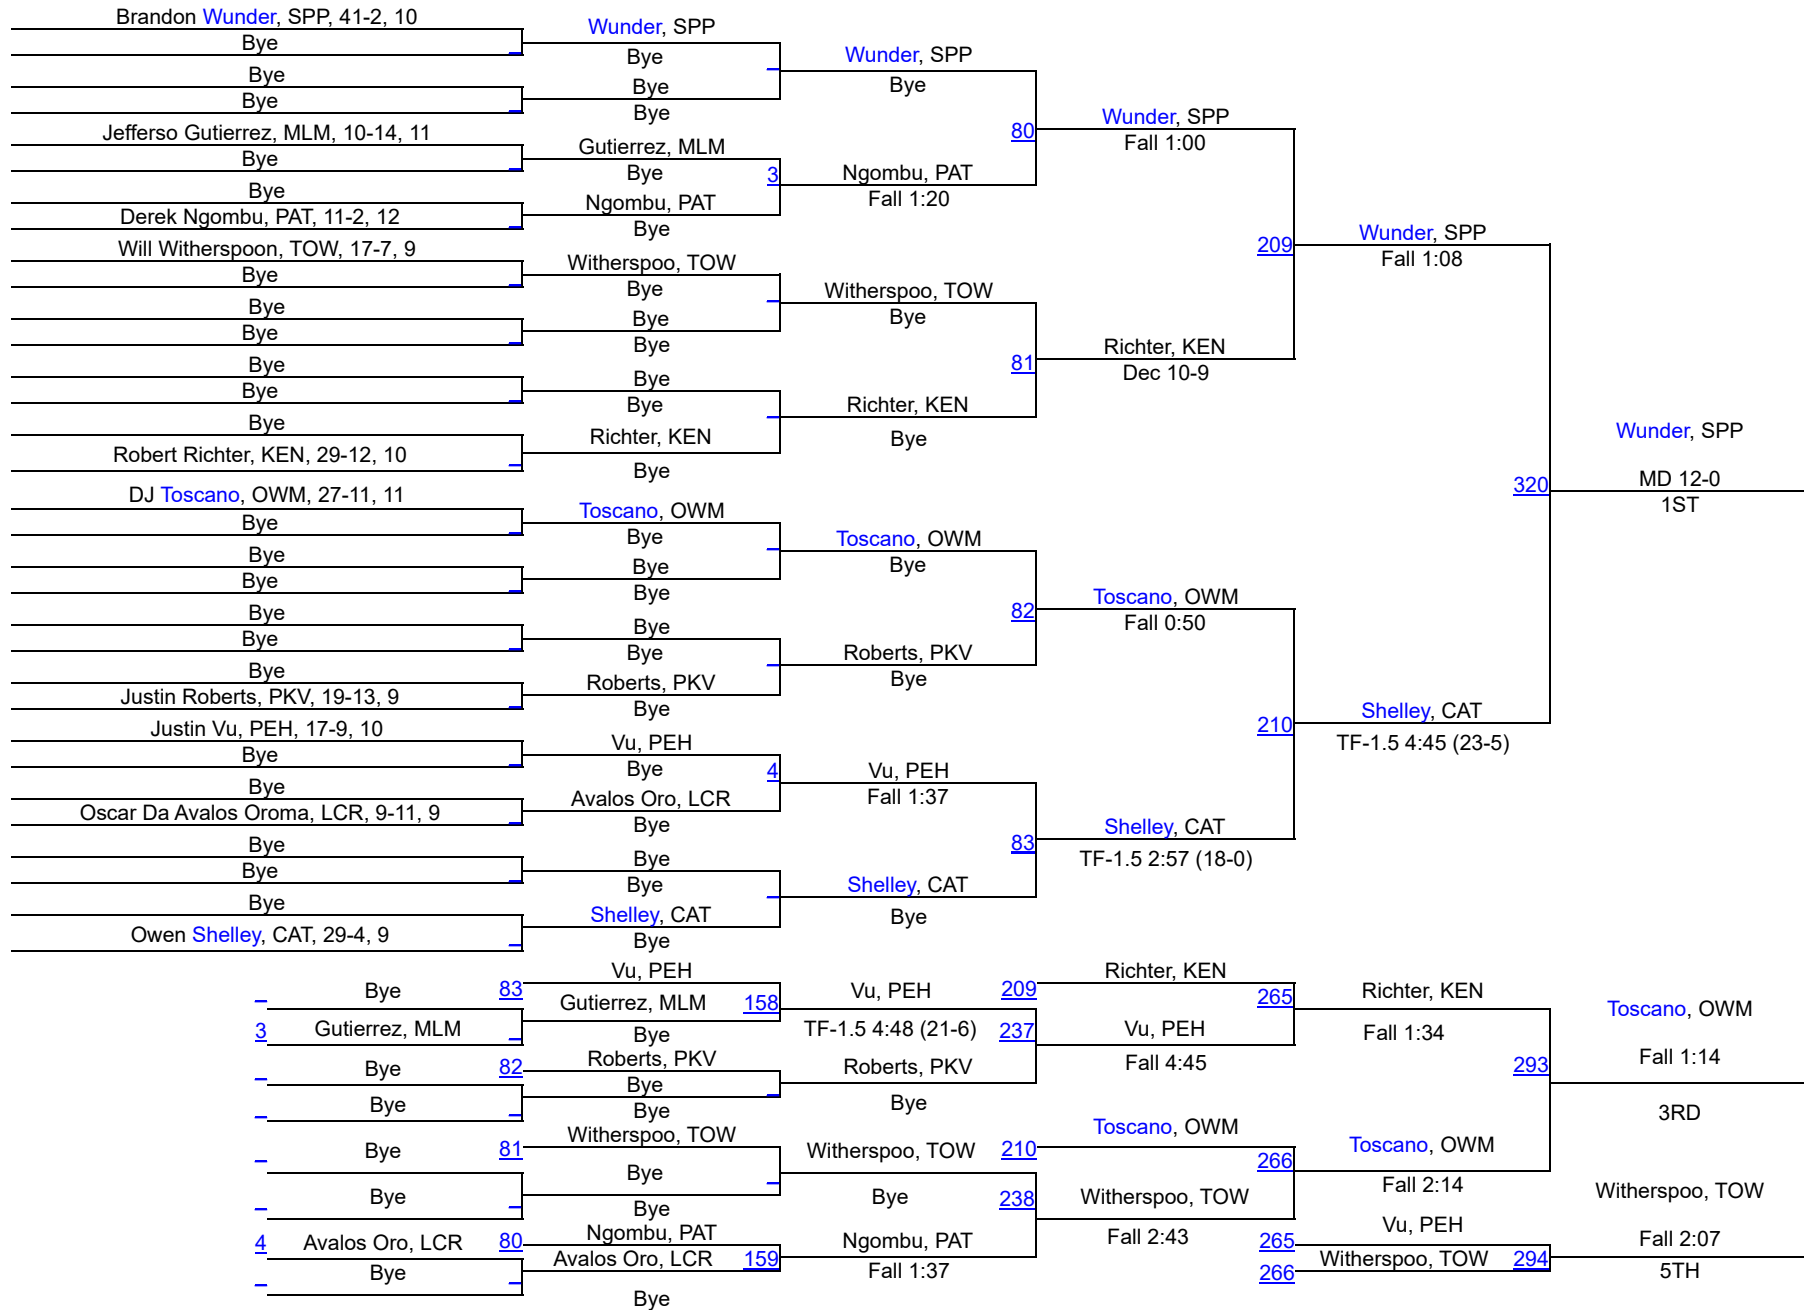 Brandon Wunder, SPP, 41-2, 10
Bye
Bye
Bye
Jefferso Gutierrez, MLM, 10-14, 11
Bye
Bye
Derek Ngombu, PAT, 11-2, 12
Will Witherspoon, TOW, 17-7, 9
Bye
Bye
Bye
Bye
Bye
Bye
Robert Richter, KEN, 29-12, 10
DJ Toscano, OWM, 27-11, 11
Bye
Bye
Bye
Bye
Bye
Bye
Justin Roberts, PKV, 19-13, 9
Justin Vu, PEH, 17-9, 10
Bye
Bye
Oscar Da Avalos Oroma, LCR, 9-11, 9
Bye
Bye
Bye
Owen Shelley, CAT, 29-4, 9
Wunder, SPP
Bye
Bye
Bye
Gutierrez, MLM
Bye
3
Ngombu, PAT
Bye
Witherspoo, TOW
Bye
Bye
Bye
Bye
Bye
Richter, KEN
Bye
Toscano, OWM
Bye
Bye
Bye
Bye
Bye
Roberts, PKV
Bye
Vu, PEH
Bye
4
Avalos Oro, LCR
Bye
Bye
Bye
Shelley, CAT
Bye
Wunder, SPP
Bye
80
Ngombu, PAT
Fall 1:20
Witherspoo, TOW
Bye
81
Richter, KEN
Bye
Toscano, OWM
Bye
82
Roberts, PKV
Bye
Vu, PEH
Fall 1:37
83
Shelley, CAT
Bye
Wunder, SPP
Fall 1:00
209
Richter, KEN
Dec 10-9
Toscano, OWM
Fall 0:50
210
Shelley, CAT
TF-1.5 2:57 (18-0)
Wunder, SPP
Fall 1:08
320
Shelley, CAT
TF-1.5 4:45 (23-5)
Wunder, SPP
MD 12-0
1ST
Bye
3
Gutierrez, MLM
Bye
Bye
Bye
Bye
4
Avalos Oro, LCR
Bye
83
Vu, PEH
Gutierrez, MLM
158
Bye
82
Roberts, PKV
Bye
Bye
81
Witherspoo, TOW
Bye
Bye
80
Ngombu, PAT
Avalos Oro, LCR
159
Bye
Vu, PEH
TF-1.5 4:48 (21-6)
237
Roberts, PKV
Bye
Witherspoo, TOW
Bye
238
Ngombu, PAT
Fall 1:37
209
Richter, KEN
265
Vu, PEH
Fall 4:45
210
Toscano, OWM
266
Witherspoo, TOW
Fall 2:43
Richter, KEN
Fall 1:34
293
Toscano, OWM
Fall 2:14
265
Vu, PEH
266
Witherspoo, TOW
294
Toscano, OWM
Fall 1:14
3RD
Witherspoo, TOW
Fall 2:07
5TH